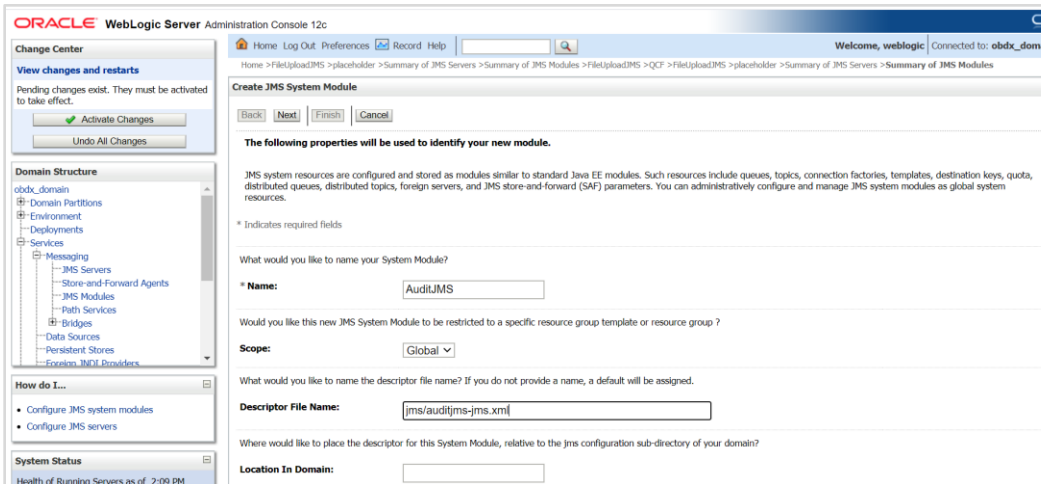 ORACLE WebLogic Server Administration Console 12c
Change Center
View changes and restarts
Pending changes exist. They must be activated
to take effect.
Activate Changes
Undo All Changes
Domain Structure
obdx_domain
Domain Partitions
Environment
Deployments
Services
Messaging
JMS Servers
Store-and-Forward Agents
JMS Modules
Path Services
Bridges
Data Sources
Persistent Stores
Foreign JNDI Providers
How do I...
Configure JMS system modules
Configure JMS servers
System Status
Health of Running Servers as of 2:09 PM
Home Log Out Preferences Record Help
Welcome, weblogic Connected to: obdx_doma
Home >FileUploadJMS >placeholder >Summary of JMS Servers >Summary of JMS Modules >FileUploadJMS >QCF >FileUploadJMS >placeholder >Summary of JMS Servers >Summary of JMS Modules
Create JMS System Module
Back Next Finish Cancel
The following properties will be used to identify your new module.
JMS system resources are configured and stored as modules similar to standard Java EE modules. Such resources include queues, topics, connection factories, templates, destination keys, quota,
distributed queues, distributed topics, foreign servers, and JMS store-and-forward (SAF) parameters. You can administratively configure and manage JMS system modules as global system
resources.
* Indicates required fields
What would you like to name your System Module?
* Name: AuditJMS
Would you like this new JMS System Module to be restricted to a specific resource group template or resource group ?
Scope: Global
What would you like to name the descriptor file name? If you do not provide a name, a default will be assigned.
Descriptor File Name: jms/auditjms-jms.xml
Where would like to place the descriptor for this System Module, relative to the jms configuration sub-directory of your domain?
Location In Domain: